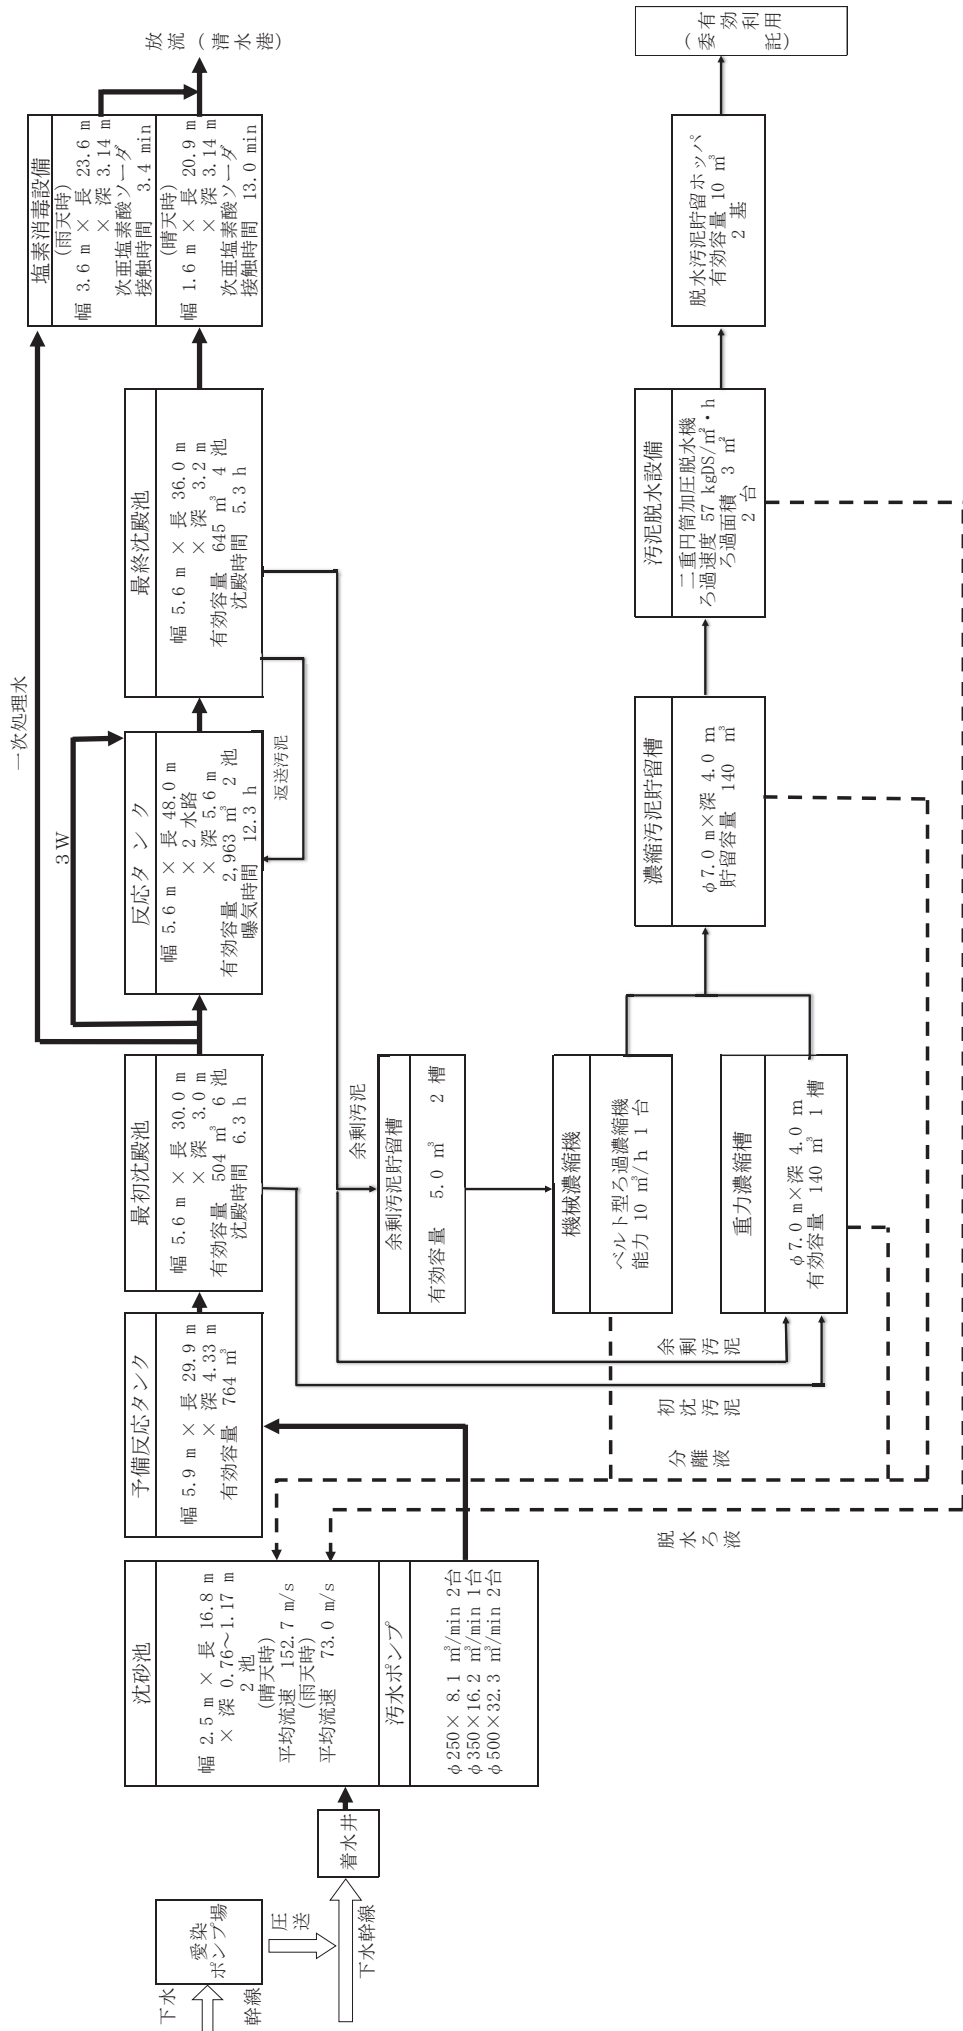 下水
幹線
愛染
ポンプ場
圧
送
下水幹線
着水井
沈砂池
幅 2.5 m × 長 16.8 m
× 深 0.76～1.17 m
2 池
(晴天時)
平均流速 152.7 m/s
(雨天時)
平均流速 73.0 m/s
汚水ポンプ
φ250× 8.1 m³/min 2台
φ350×16.2 m³/min 1台
φ500×32.3 m³/min 2台
予備反応タンク
幅 5.9 m × 長 29.9 m
× 深 4.33 m
有効容量 764 m³
最初沈殿池
幅 5.6 m × 長 30.0 m
× 深 3.0 m
有効容量 504 m³ 6 池
沈殿時間 6.3 h
3W
一次処理水
反応タンク
幅 5.6 m × 長 48.0 m
× 2 水路
× 深 5.6 m
有効容量 2,963 m³ 2 池
曝気時間 12.3 h
返送汚泥
最終沈殿池
幅 5.6 m × 長 36.0 m
× 深 3.2 m
有効容量 645 m³ 4 池
沈殿時間 5.3 h
塩素消毒設備
(雨天時)
幅 3.6 m × 長 23.6 m
× 深 3.14 m
次亜塩素酸ソーダ
接触時間 3.4 min
(晴天時)
幅 1.6 m × 長 20.9 m
× 深 3.14 m
次亜塩素酸ソーダ
接触時間 13.0 min
放流(清水港)
余剰汚泥
余剰汚泥貯留槽
有効容量 5.0 m³ 2 槽
機械濃縮機
ベルト型ろ過濃縮機
能力 10 m³/h 1 台
重力濃縮槽
φ7.0 m×深 4.0 m
有効容量 140 m³ 1 槽
余剰汚泥
初沈汚泥
分離液
脱水ろ液
濃縮汚泥貯留槽
φ7.0 m×深 4.0 m
貯留容量 140 m³
汚泥脱水設備
二重円筒加圧脱水機
ろ過速度 57 kgDS/㎡・h
ろ過面積 3 ㎡
2 台
脱水汚泥貯留ホッパ
有効容量 10 m³
2 基
有効利用
(委託)